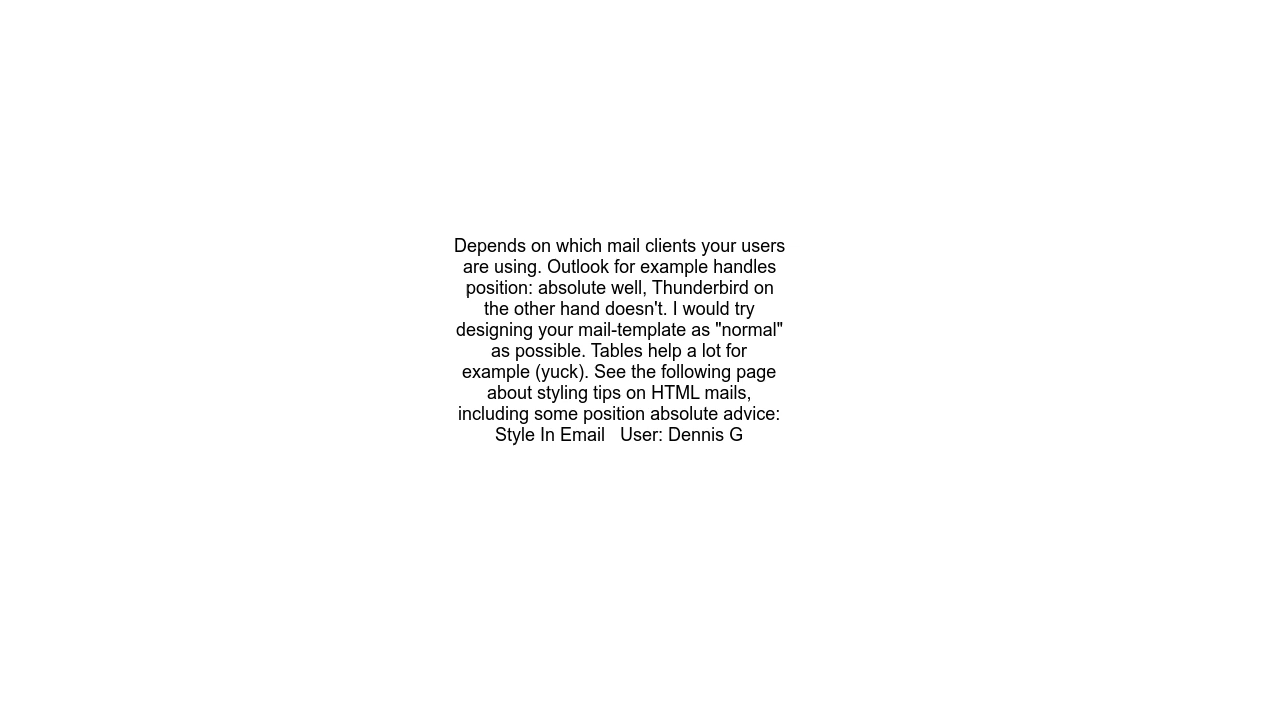 Depends on which mail clients your users
are using. Outlook for example handles
position: absolute well, Thunderbird on
the other hand doesn't. I would try
designing your mail-template as "normal"
as possible. Tables help a lot for
example (yuck). See the following page
about styling tips on HTML mails,
including some position absolute advice:
Style In Email   User: Dennis G